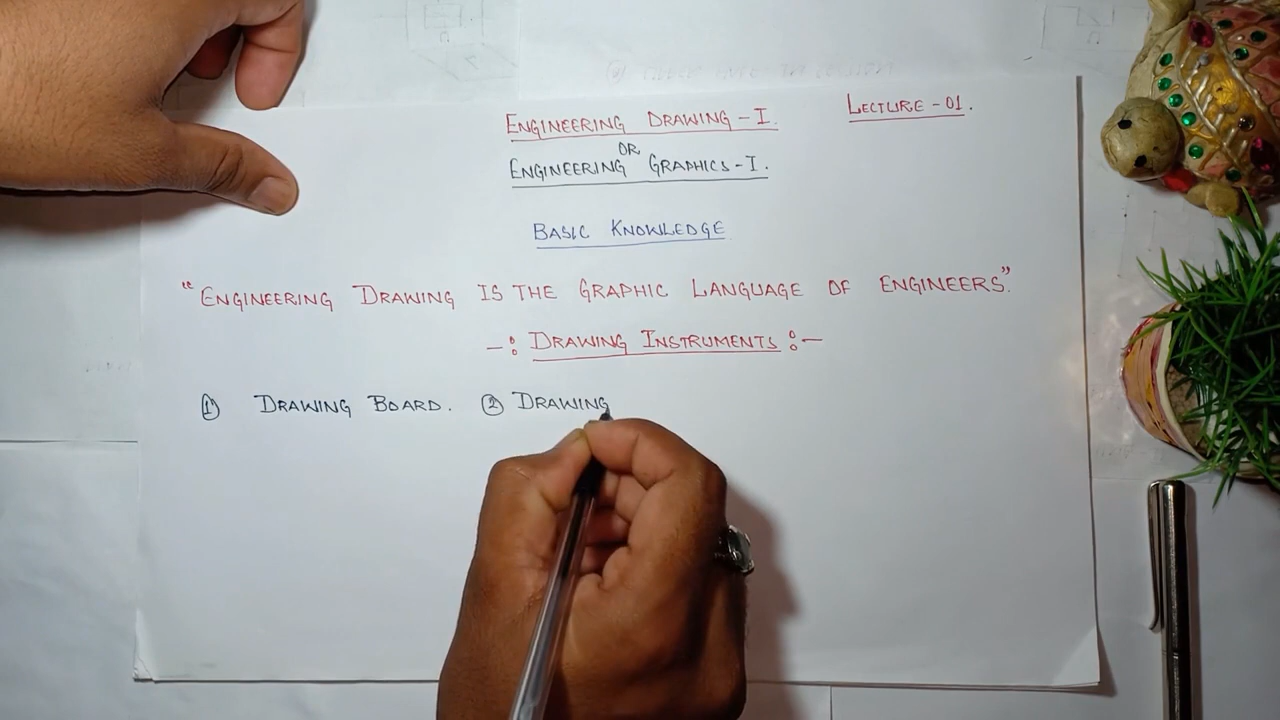 ENGINEERING DRAWING - I. LECTURE - 01.
OR
ENGINEERING GRAPHICS - I.
BASIC KNOWLEDGE
"ENGINEERING DRAWING IS THE GRAPHIC LANGUAGE OF ENGINEERS".
-: DRAWING INSTRUMENTS :-
① DRAWING BOARD. ② DRAWING